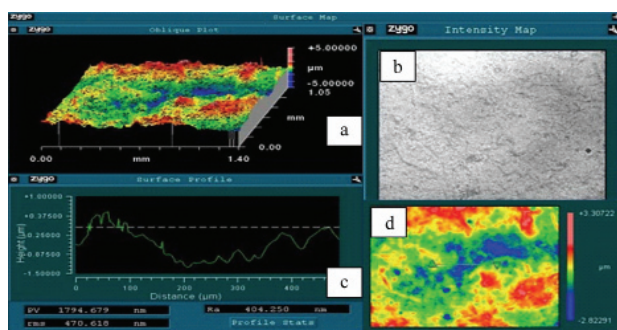 zygo
Surface Map
Oblique Plot
+5.00000
µm
-5.00000
1.05
mm
0.00
0.00
mm
1.40
a
zygo
Intensity Map
b
zygo
Surface Profile
+1.00000
+0.37500
-0.25000
-0.87500
-1.50000
Height (µm)
0
100
200
300
400
Distance (µm)
c
PV
1794.679
nm
rms
470.618
nm
Ra
404.250
nm
Profile Stats
d
+3.30722
µm
-2.82291